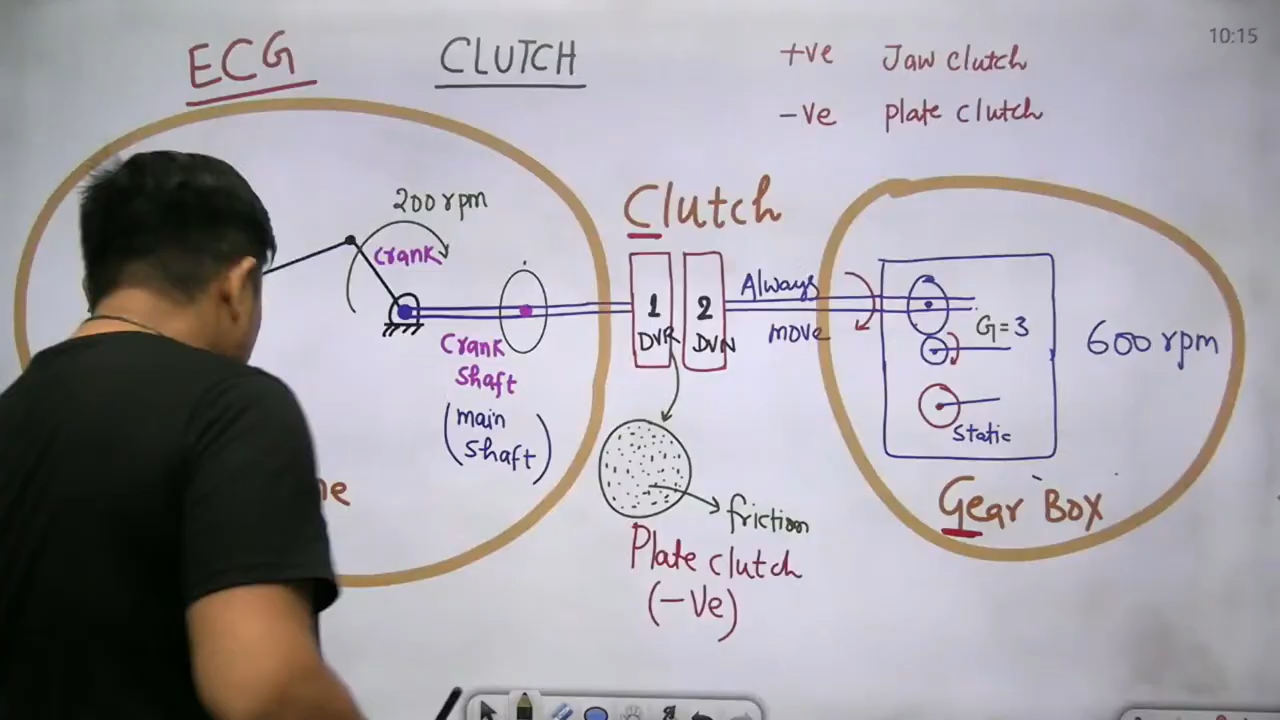 10:15
ECG
CLUTCH
+ve Jaw clutch
-ve plate clutch
200 rpm
Crank
Clutch
1
DVR
2
DVN
Always
move
G=3
600 rpm
Crank
Shaft
(main
shaft)
static
friction
Plate clutch
(-ve)
Gear Box